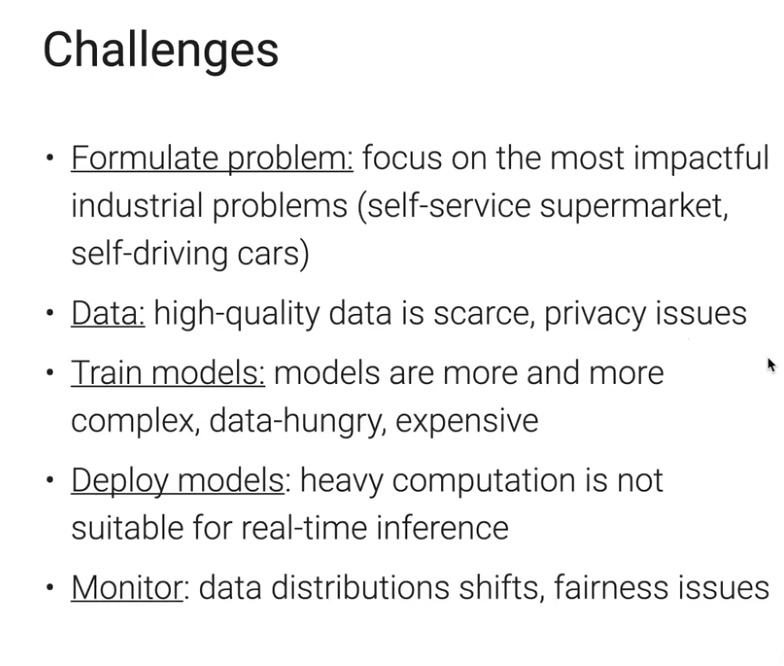 Challenges
• Formulate problem: focus on the most impactful
industrial problems (self-service supermarket,
self-driving cars)
• Data: high-quality data is scarce, privacy issues
• Train models: models are more and more
complex, data-hungry, expensive
• Deploy models: heavy computation is not
suitable for real-time inference
• Monitor: data distributions shifts, fairness issues